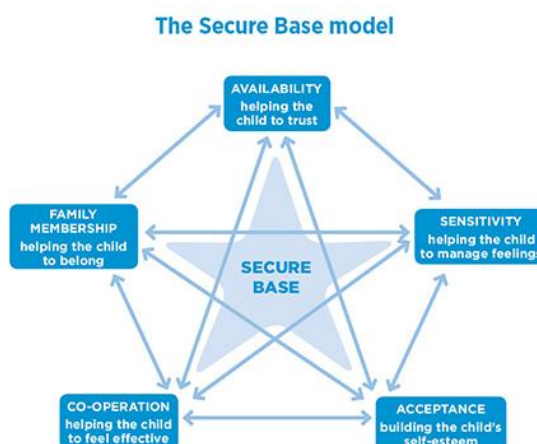 The Secure Base model
AVAILABILITY
helping the
child to trust
FAMILY
MEMBERSHIP
helping the child
to belong
SENSITIVITY
helping the child
to manage feelings
SECURE
BASE
CO-OPERATION
helping the child
to feel effective
ACCEPTANCE
building the child's
self-esteem